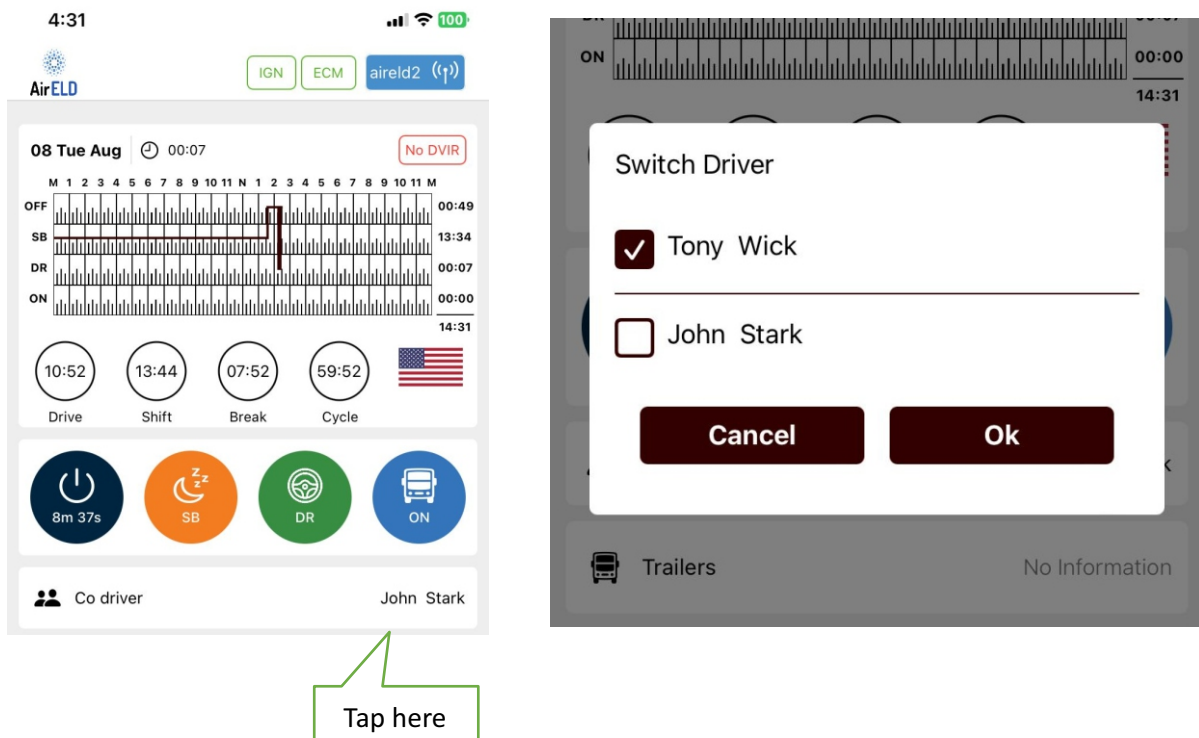 4:31
100
AirELD
IGN
ECM
aireld2
08 Tue Aug
00:07
No DVIR
M 1 2 3 4 5 6 7 8 9 10 11 N 1 2 3 4 5 6 7 8 9 10 11 M
OFF 00:49
SB 13:34
DR 00:07
ON 00:00
14:31
10:52 13:44 07:52 59:52
Drive Shift Break Cycle
z z z
8m 37s SB DR ON
Co driver John Stark
Tap here
ON 00:00
14:31
Switch Driver
Tony Wick
John Stark
Cancel Ok
Trailers No Information